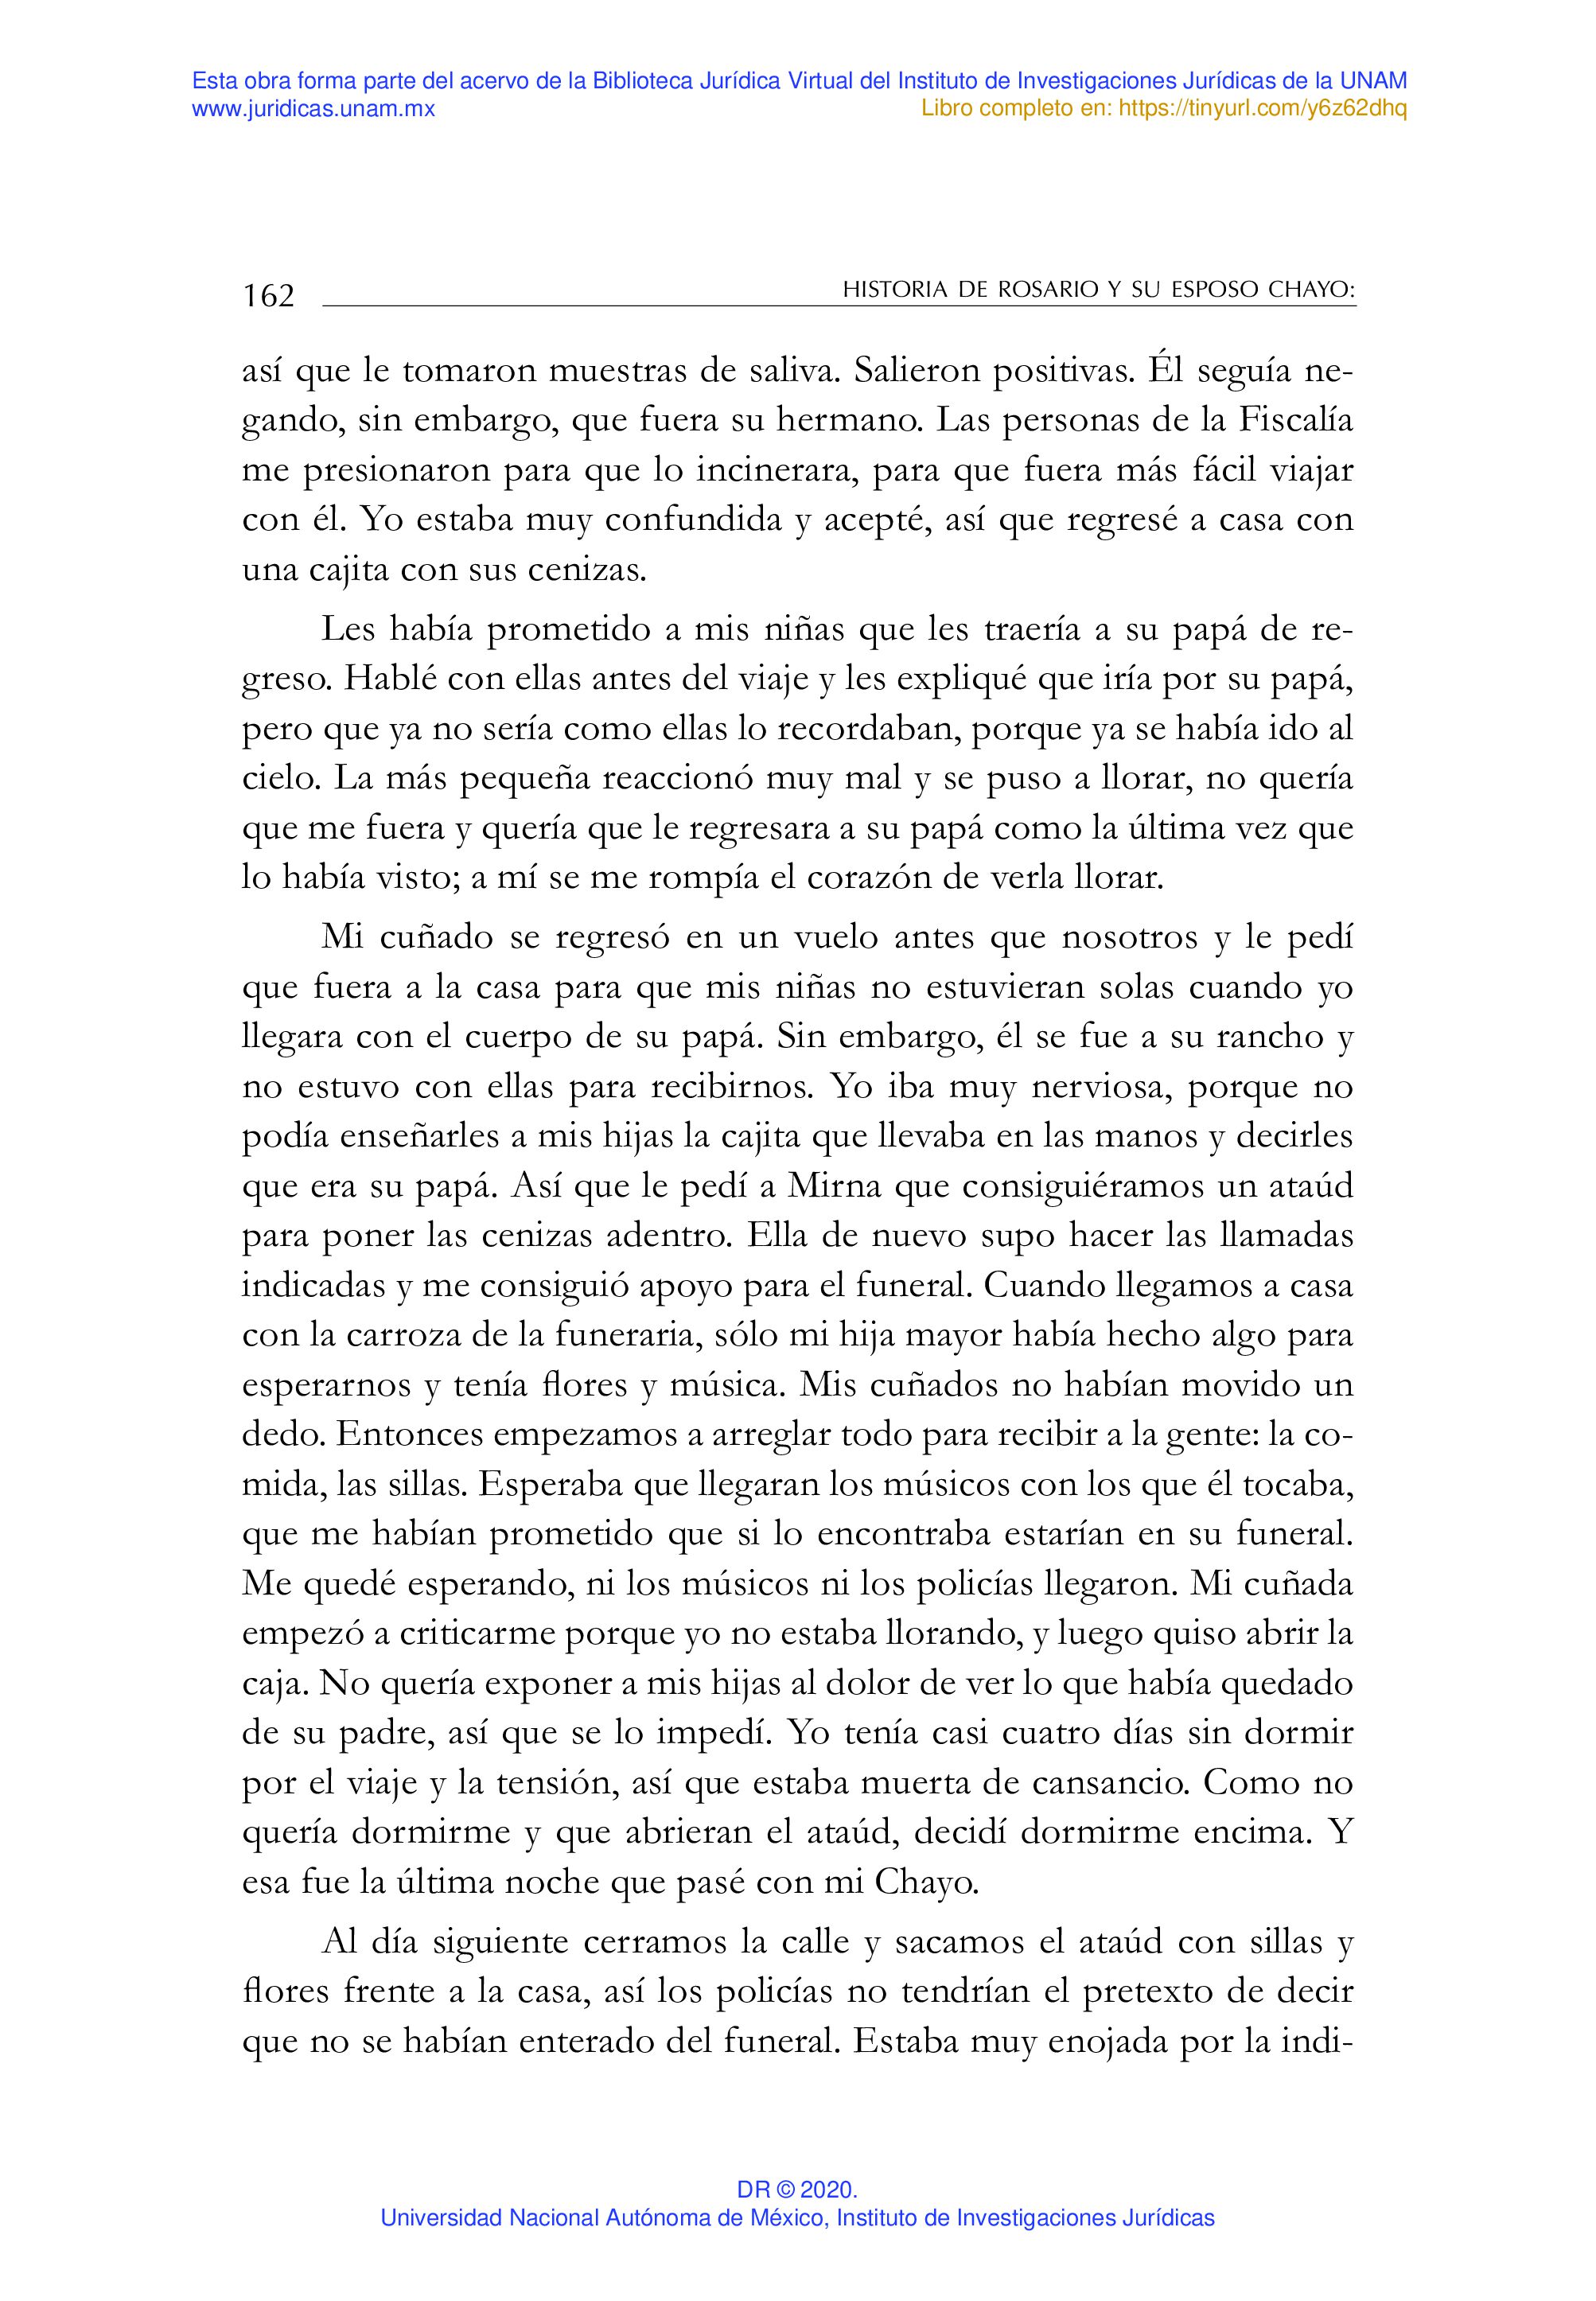 Esta obra forma parte del acervo de la Biblioteca Jurídica Virtual del Instituto de Investigaciones Jurídicas de la UNAM
www.juridicas.unam.mx
Libro completo en: https://tinyurl.com/y6z62dhq
162
HISTORIA DE ROSARIO Y SU ESPOSO CHAYO:
así que le tomaron muestras de saliva. Salieron positivas. Él seguía ne-
gando, sin embargo, que fuera su hermano. Las personas de la Fiscalía
me presionaron para que lo incinerara, para que fuera más fácil viajar
con él. Yo estaba muy confundida y acepté, así que regresé a casa con
una cajita con sus cenizas.
Les había prometido a mis niñas que les traería a su papá de re-
greso. Hablé con ellas antes del viaje y les expliqué que iría por su papá,
pero que ya no sería como ellas lo recordaban, porque ya se había ido al
cielo. La más pequeña reaccionó muy mal y se puso a llorar, no quería
que me fuera y quería que le regresara a su papá como la última vez que
lo había visto; a mí se me rompía el corazón de verla llorar.
Mi cuñado se regresó en un vuelo antes que nosotros y le pedí
que fuera a la casa para que mis niñas no estuvieran solas cuando yo
llegara con el cuerpo de su papá. Sin embargo, él se fue a su rancho y
no estuvo con ellas para recibirnos. Yo iba muy nerviosa, porque no
podía enseñarles a mis hijas la cajita que llevaba en las manos y decirles
que era su papá. Así que le pedí a Mirna que consiguiéramos un ataúd
para poner las cenizas adentro. Ella de nuevo supo hacer las llamadas
indicadas y me consiguió apoyo para el funeral. Cuando llegamos a casa
con la carroza de la funeraria, sólo mi hija mayor había hecho algo para
esperarnos y tenía flores y música. Mis cuñados no habían movido un
dedo. Entonces empezamos a arreglar todo para recibir a la gente: la co-
mida, las sillas. Esperaba que llegaran los músicos con los que él tocaba,
que me habían prometido que si lo encontraba estarían en su funeral.
Me quedé esperando, ni los músicos ni los policías llegaron. Mi cuñada
empezó a criticarme porque yo no estaba llorando, y luego quiso abrir la
caja. No quería exponer a mis hijas al dolor de ver lo que había quedado
de su padre, así que se lo impedí. Yo tenía casi cuatro días sin dormir
por el viaje y la tensión, así que estaba muerta de cansancio. Como no
quería dormirme y que abrieran el ataúd, decidí dormirme encima. Y
esa fue la última noche que pasé con mi Chayo.
Al día siguiente cerramos la calle y sacamos el ataúd con sillas y
flores frente a la casa, así los policías no tendrían el pretexto de decir
que no se habían enterado del funeral. Estaba muy enojada por la indi-
DR © 2020.
Universidad Nacional Autónoma de México, Instituto de Investigaciones Jurídicas